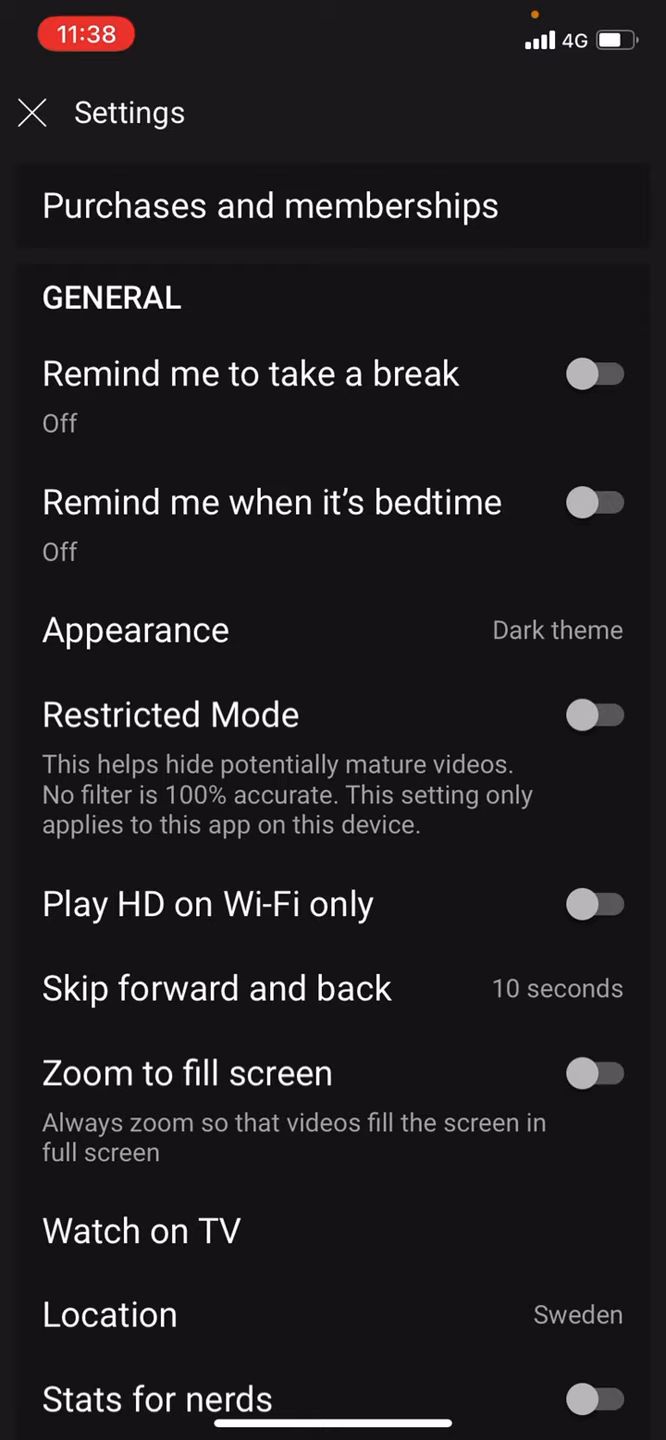 11:38
4G
Settings
Purchases and memberships
GENERAL
Remind me to take a break
Off
Remind me when it’s bedtime
Off
Appearance
Dark theme
Restricted Mode
This helps hide potentially mature videos.
No filter is 100% accurate. This setting only
applies to this app on this device.
Play HD on Wi-Fi only
Skip forward and back
10 seconds
Zoom to fill screen
Always zoom so that videos fill the screen in
full screen
Watch on TV
Location
Sweden
Stats for nerds